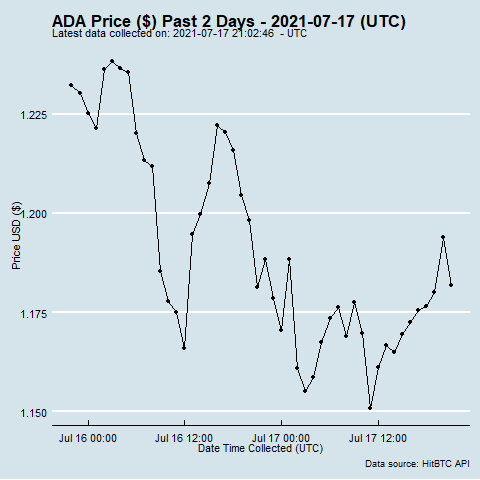 ADA Price ($) Past 2 Days - 2021-07-17 (UTC)
Latest data collected on: 2021-07-17 21:02:46 - UTC
1.225
1.200
1.175
1.150
Price USD ($)
Jul 16 00:00 Jul 16 12:00 Jul 17 00:00 Jul 17 12:00
Date Time Collected (UTC)
Data source: HitBTC API